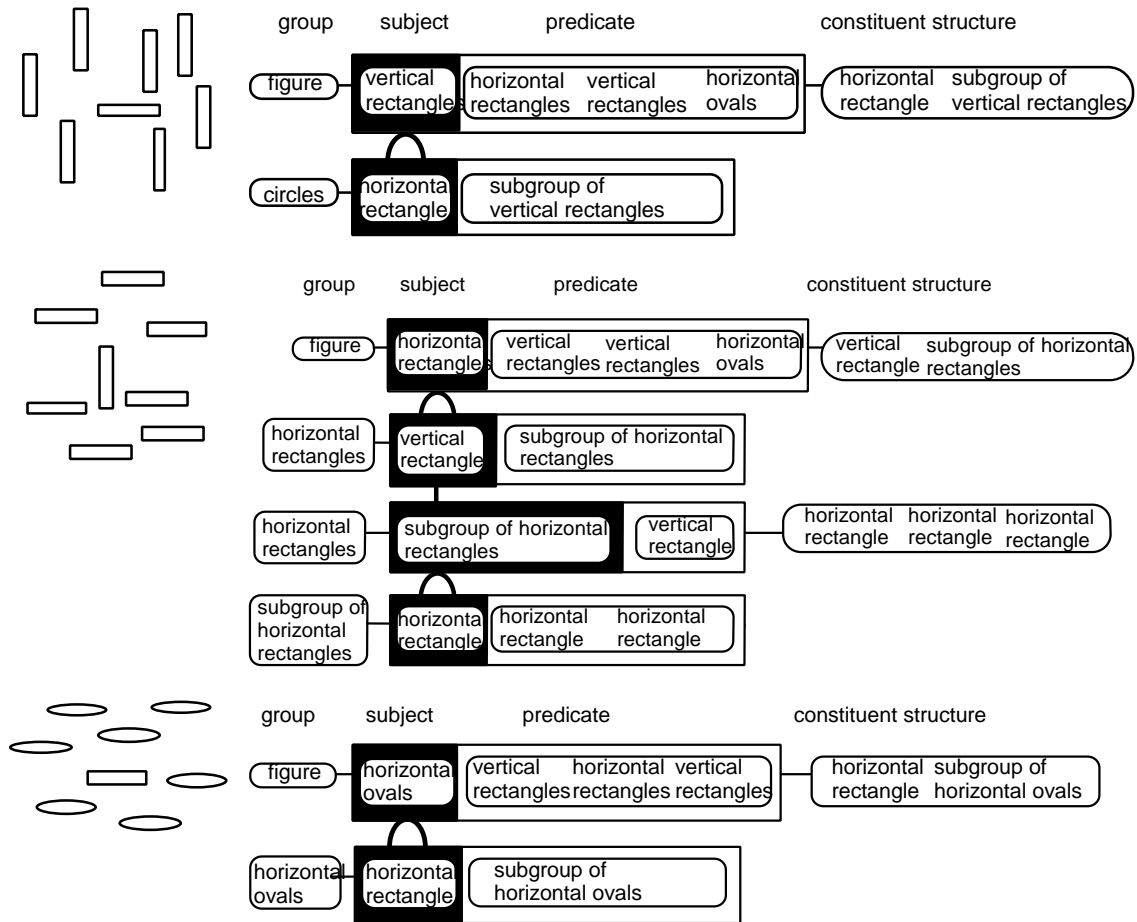 group subject predicate constituent structure
figure
vertical
rectangles
horizontal vertical horizontal
rectangles rectangles ovals
horizontal subgroup of
rectangle vertical rectangles
circles
horizontal
rectangle
subgroup of
vertical rectangles
group subject predicate constituent structure
figure
horizontal
rectangles
vertical vertical horizontal
rectangles rectangles ovals
vertical subgroup of horizontal
rectangle rectangles
horizontal
rectangles
vertical
rectangle
subgroup of horizontal
rectangles
horizontal
rectangles
subgroup of horizontal
rectangles
vertical
rectangle
horizontal horizontal horizontal
rectangle rectangle rectangle
subgroup of
horizontal
rectangles
horizontal
rectangle
horizontal horizontal
rectangle rectangle
group subject predicate constituent structure
figure
horizontal
ovals
vertical horizontal vertical
rectangles rectangles rectangles
horizontal subgroup of
rectangle horizontal ovals
horizontal
ovals
horizontal
rectangle
subgroup of
horizontal ovals